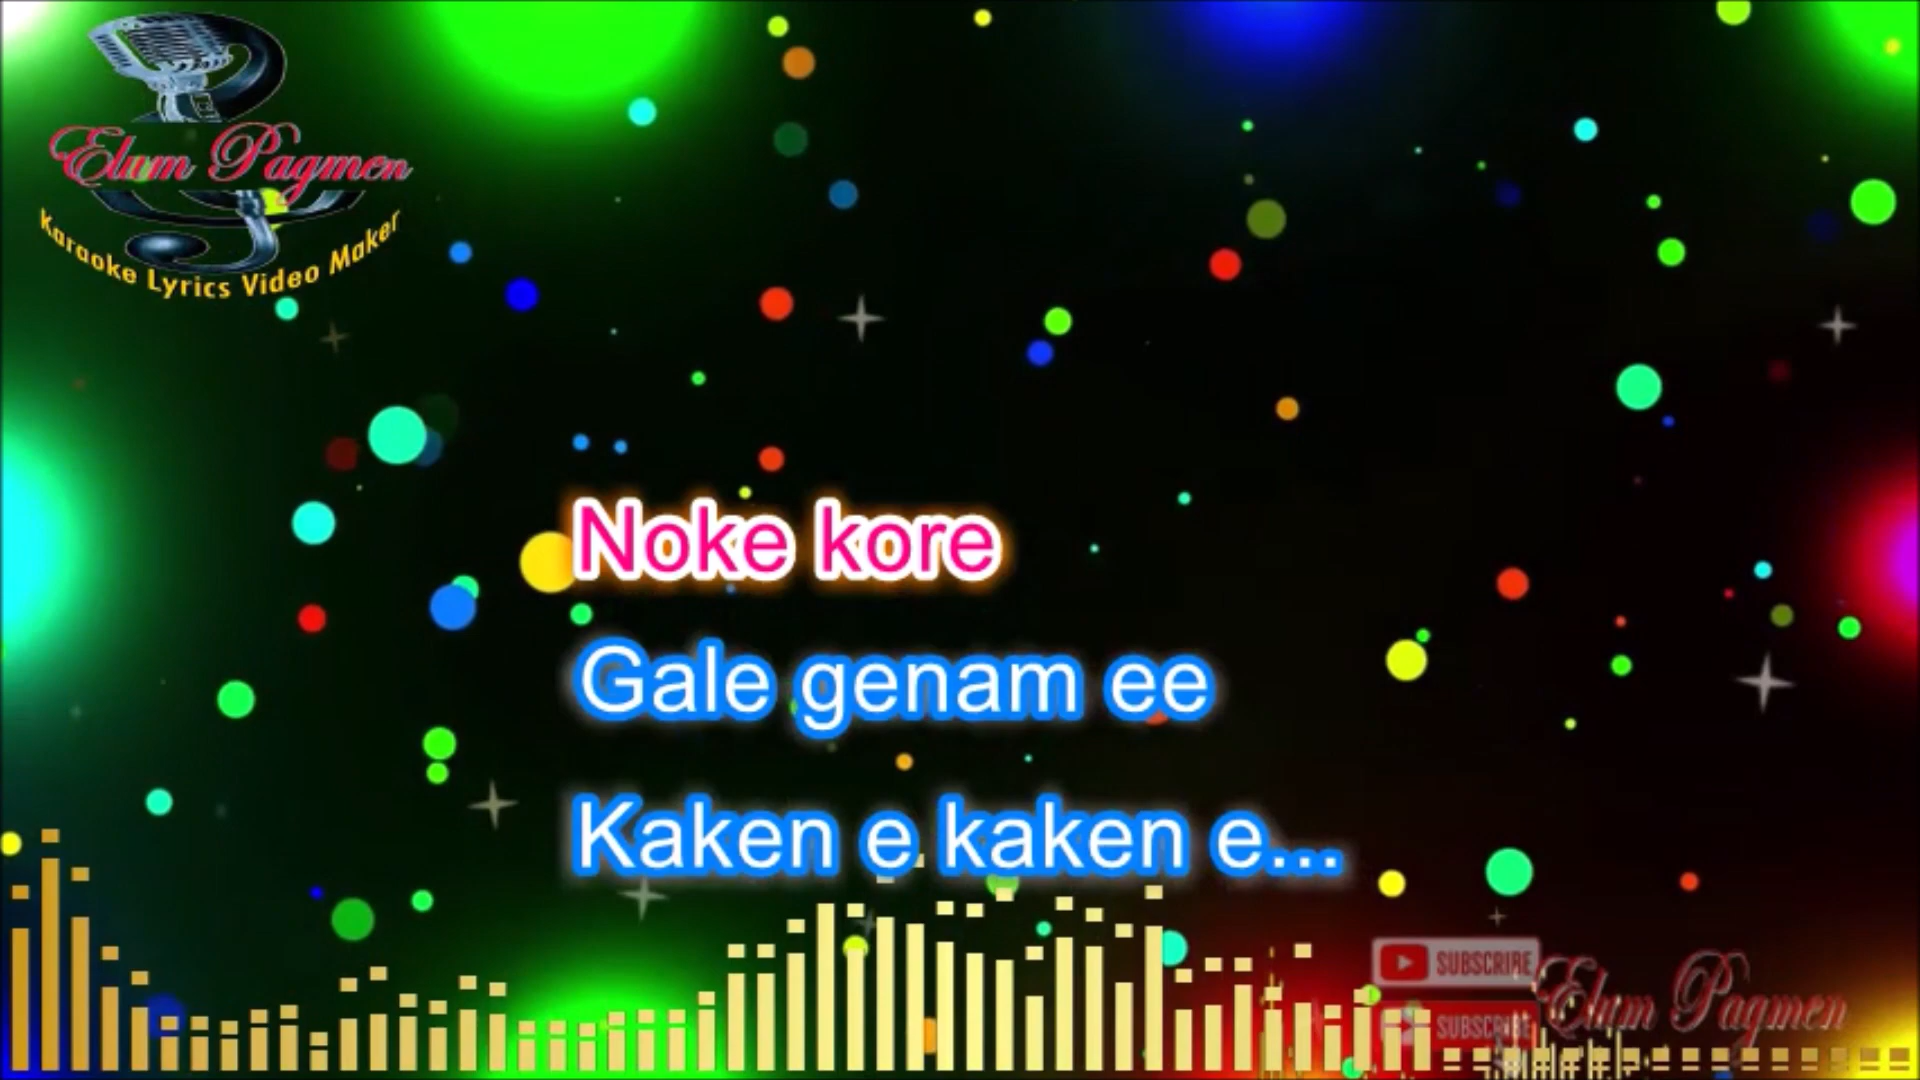 Elum Pagmen
Karaoke Lyrics Video Maker
Noke kore
Gale genam ee
Kaken e kaken e...
SUBSCRIBE
SUBSCRIBE
Elum Pagmen